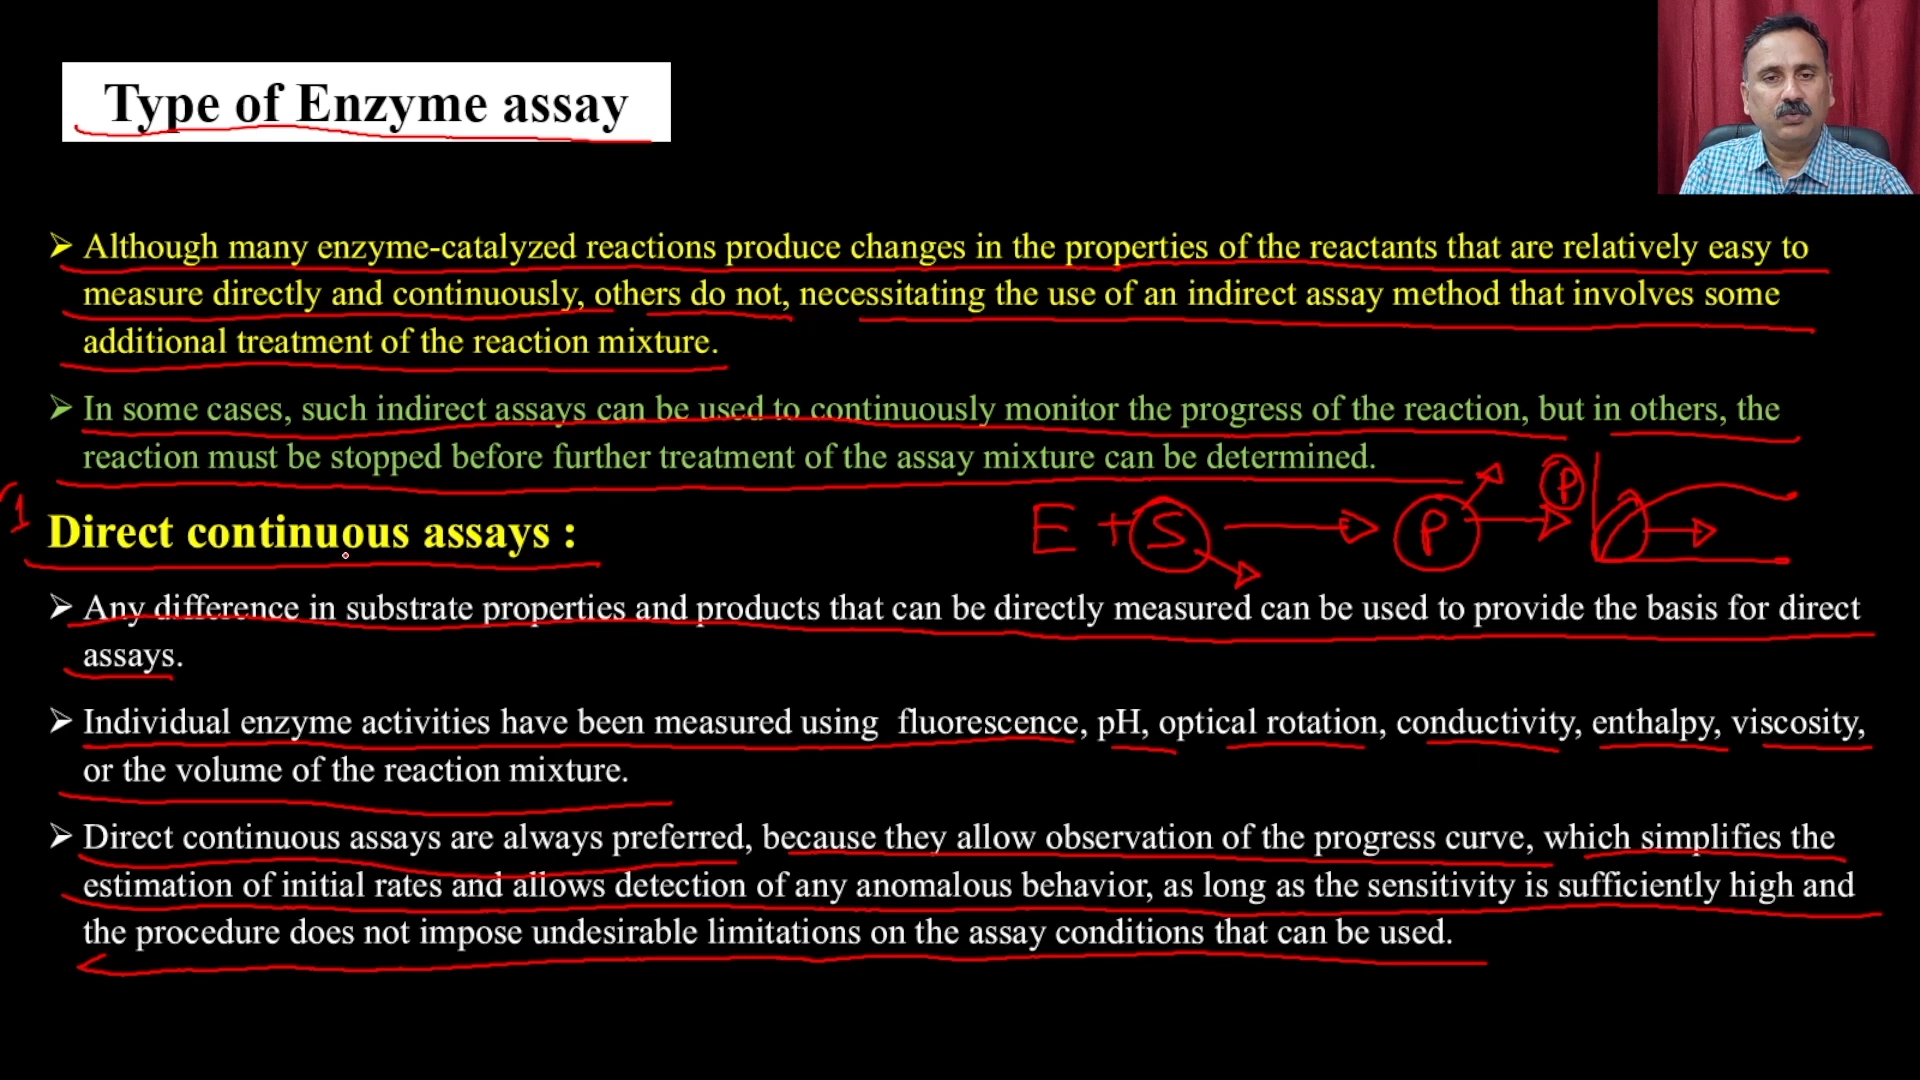 Type of Enzyme assay
➢ Although many enzyme-catalyzed reactions produce changes in the properties of the reactants that are relatively easy to
measure directly and continuously, others do not, necessitating the use of an indirect assay method that involves some
additional treatment of the reaction mixture.
➢ In some cases, such indirect assays can be used to continuously monitor the progress of the reaction, but in others, the
reaction must be stopped before further treatment of the assay mixture can be determined.
1
Direct continuous assays :
E + S → P → P
➢ Any difference in substrate properties and products that can be directly measured can be used to provide the basis for direct
assays.
➢ Individual enzyme activities have been measured using fluorescence, pH, optical rotation, conductivity, enthalpy, viscosity,
or the volume of the reaction mixture.
➢ Direct continuous assays are always preferred, because they allow observation of the progress curve, which simplifies the
estimation of initial rates and allows detection of any anomalous behavior, as long as the sensitivity is sufficiently high and
the procedure does not impose undesirable limitations on the assay conditions that can be used.